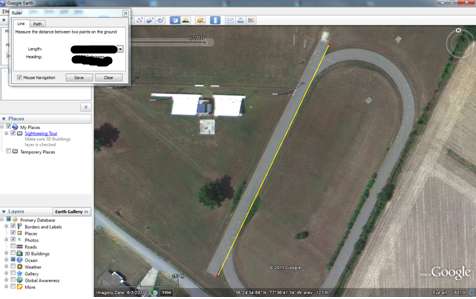 Google Earth
Ruler
Line Path
Measure the distance between two points on the ground
Length:
Heading:
Mouse Navigation Save Clear
Places
My Places
Sightseeing Tour
Make sure 3D Buildings
layer is checked
Temporary Places
Layers Earth Gallery >>
Primary Database
Borders and Labels
Places
Photos
Roads
3D Buildings
Ocean
Weather
Gallery
Global Awareness
More
© 2011 Google
Google
Imagery Date:
1994